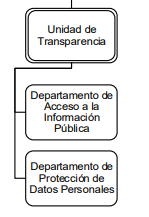 Unidad de
Transparencia
Departamento de
Acceso a la
Información
Pública
Departamento de
Protección de
Datos Personales